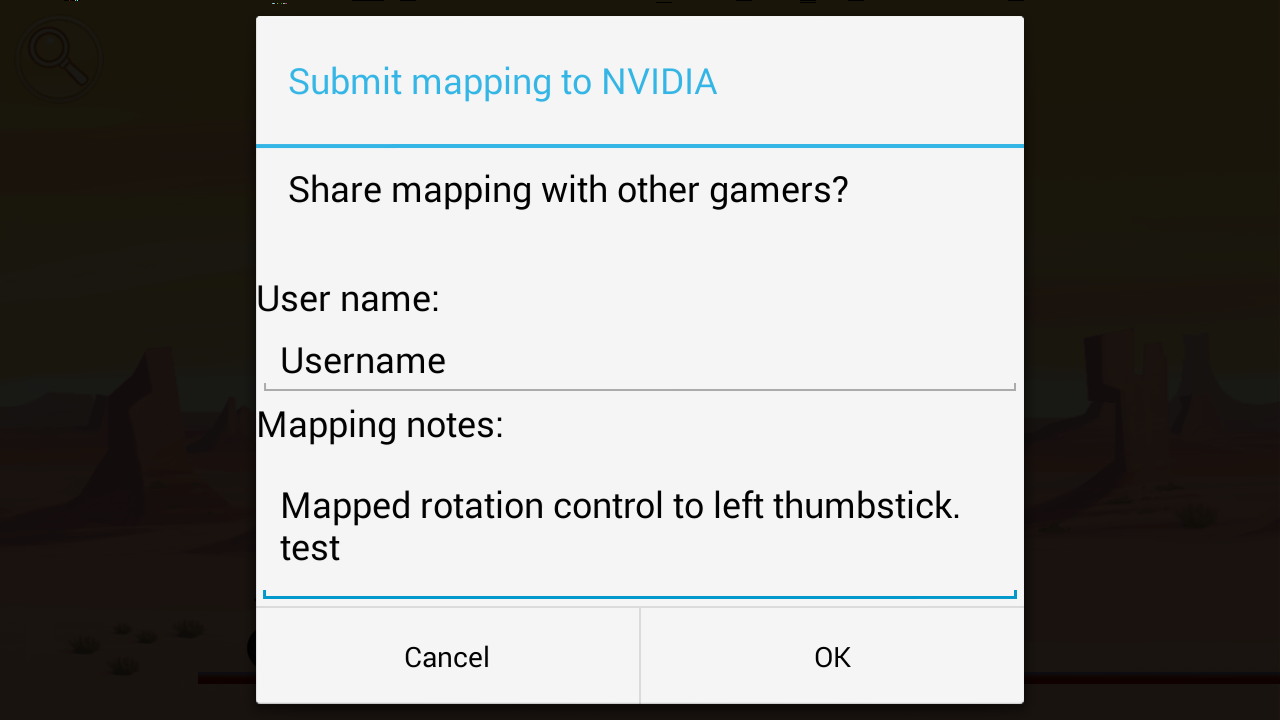 Submit mapping to NVIDIA
Share mapping with other gamers?
User name:
Username
Mapping notes:
Mapped rotation control to left thumbstick.
test
Cancel
OK